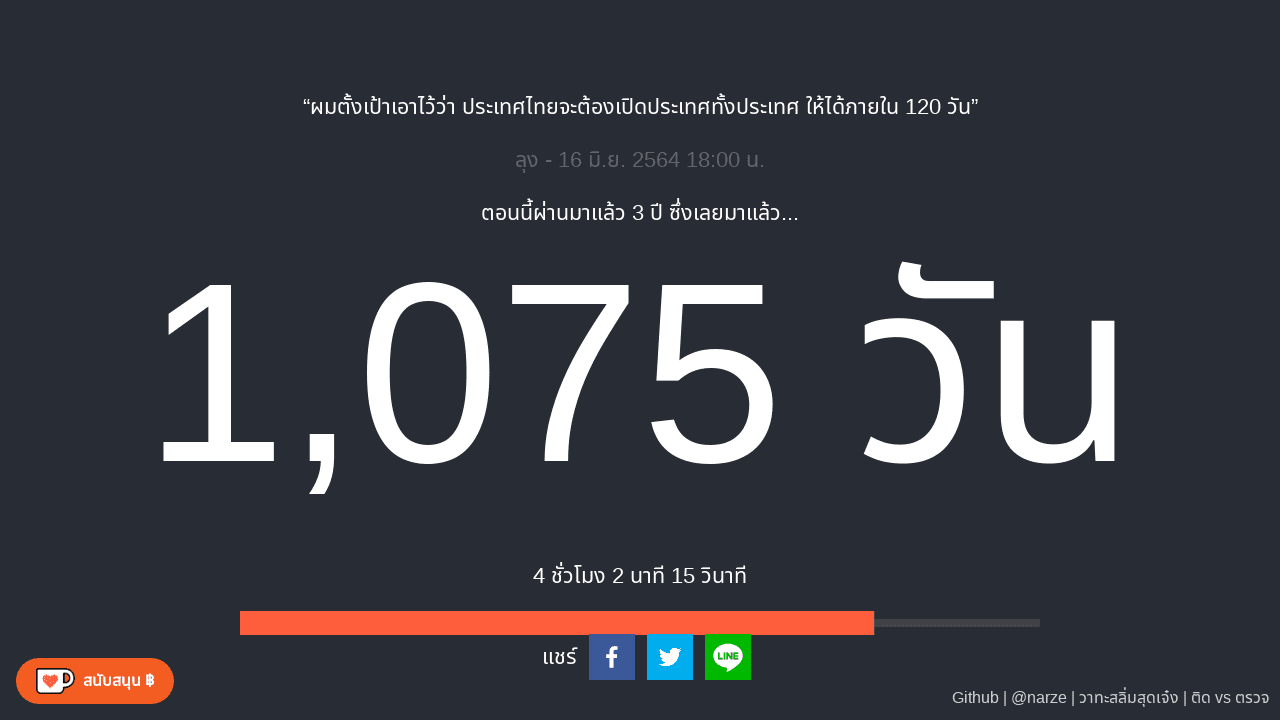 “ผมตั้งเป้าเอาไว้ว่า ประเทศไทยจะต้องเปิดประเทศทั้งประเทศ ให้ได้ภายใน 120 วัน”
ลุง - 16 มิ.ย. 2564 18:00 น.
ตอนนี้ผ่านมาแล้ว 3 ปี ซึ่งเลยมาแล้ว...
1,075 วัน
4 ชั่วโมง 2 นาที 15 วินาที
แชร์
LINE
สนับสนุน ฿
Github | @narze | วาทะสลิ่มสุดเจ๋ง | ติด vs ตรวจ